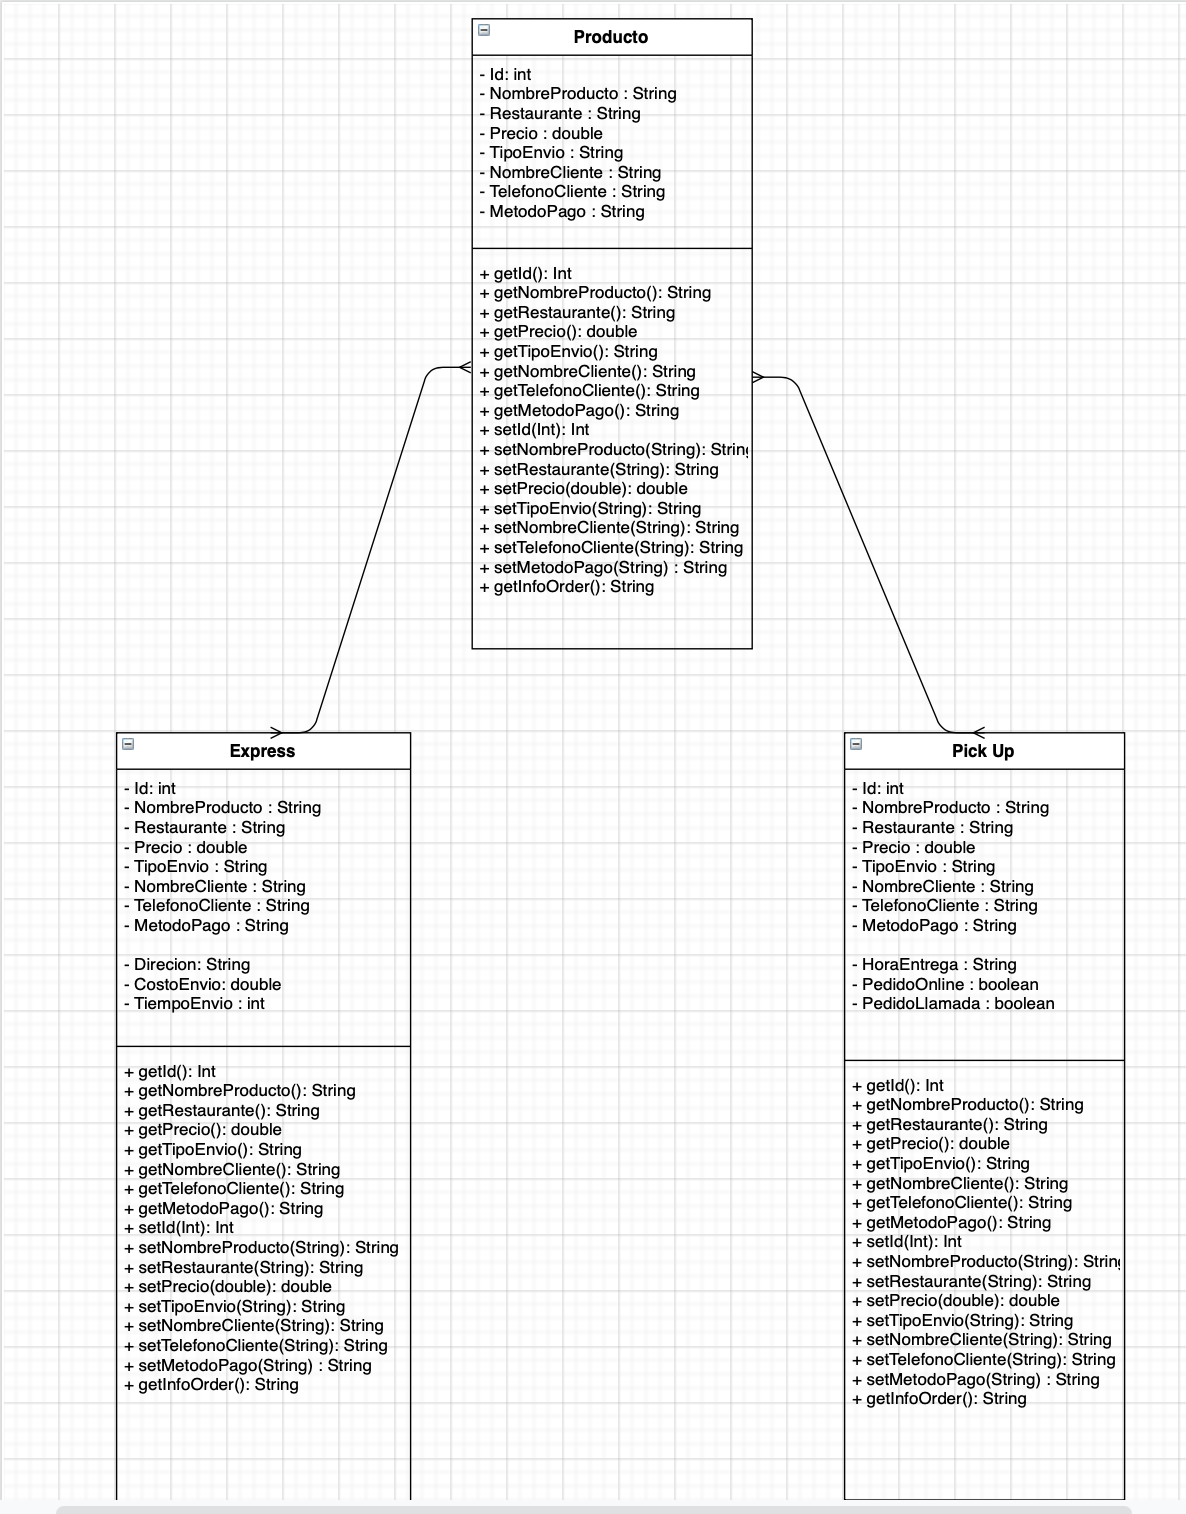 Producto
- Id: int
- NombreProducto : String
- Restaurante : String
- Precio : double
- TipoEnvio : String
- NombreCliente : String
- TelefonoCliente : String
- MetodoPago : String
+ getId(): Int
+ getNombreProducto(): String
+ getRestaurante(): String
+ getPrecio(): double
+ getTipoEnvio(): String
+ getNombreCliente(): String
+ getTelefonoCliente(): String
+ getMetodoPago(): String
+ setId(Int): Int
+ setNombreProducto(String): String
+ setRestaurante(String): String
+ setPrecio(double): double
+ setTipoEnvio(String): String
+ setNombreCliente(String): String
+ setTelefonoCliente(String): String
+ setMetodoPago(String) : String
+ getInfoOrder(): String
Express
- Id: int
- NombreProducto : String
- Restaurante : String
- Precio : double
- TipoEnvio : String
- NombreCliente : String
- TelefonoCliente : String
- MetodoPago : String
- Direcion: String
- CostoEnvio: double
- TiempoEnvio : int
+ getId(): Int
+ getNombreProducto(): String
+ getRestaurante(): String
+ getPrecio(): double
+ getTipoEnvio(): String
+ getNombreCliente(): String
+ getTelefonoCliente(): String
+ getMetodoPago(): String
+ setId(Int): Int
+ setNombreProducto(String): String
+ setRestaurante(String): String
+ setPrecio(double): double
+ setTipoEnvio(String): String
+ setNombreCliente(String): String
+ setTelefonoCliente(String): String
+ setMetodoPago(String) : String
+ getInfoOrder(): String
Pick Up
- Id: int
- NombreProducto : String
- Restaurante : String
- Precio : double
- TipoEnvio : String
- NombreCliente : String
- TelefonoCliente : String
- MetodoPago : String
- HoraEntrega : String
- PedidoOnline : boolean
- PedidoLlamada : boolean
+ getId(): Int
+ getNombreProducto(): String
+ getRestaurante(): String
+ getPrecio(): double
+ getTipoEnvio(): String
+ getNombreCliente(): String
+ getTelefonoCliente(): String
+ getMetodoPago(): String
+ setId(Int): Int
+ setNombreProducto(String): String
+ setRestaurante(String): String
+ setPrecio(double): double
+ setTipoEnvio(String): String
+ setNombreCliente(String): String
+ setTelefonoCliente(String): String
+ setMetodoPago(String) : String
+ getInfoOrder(): String